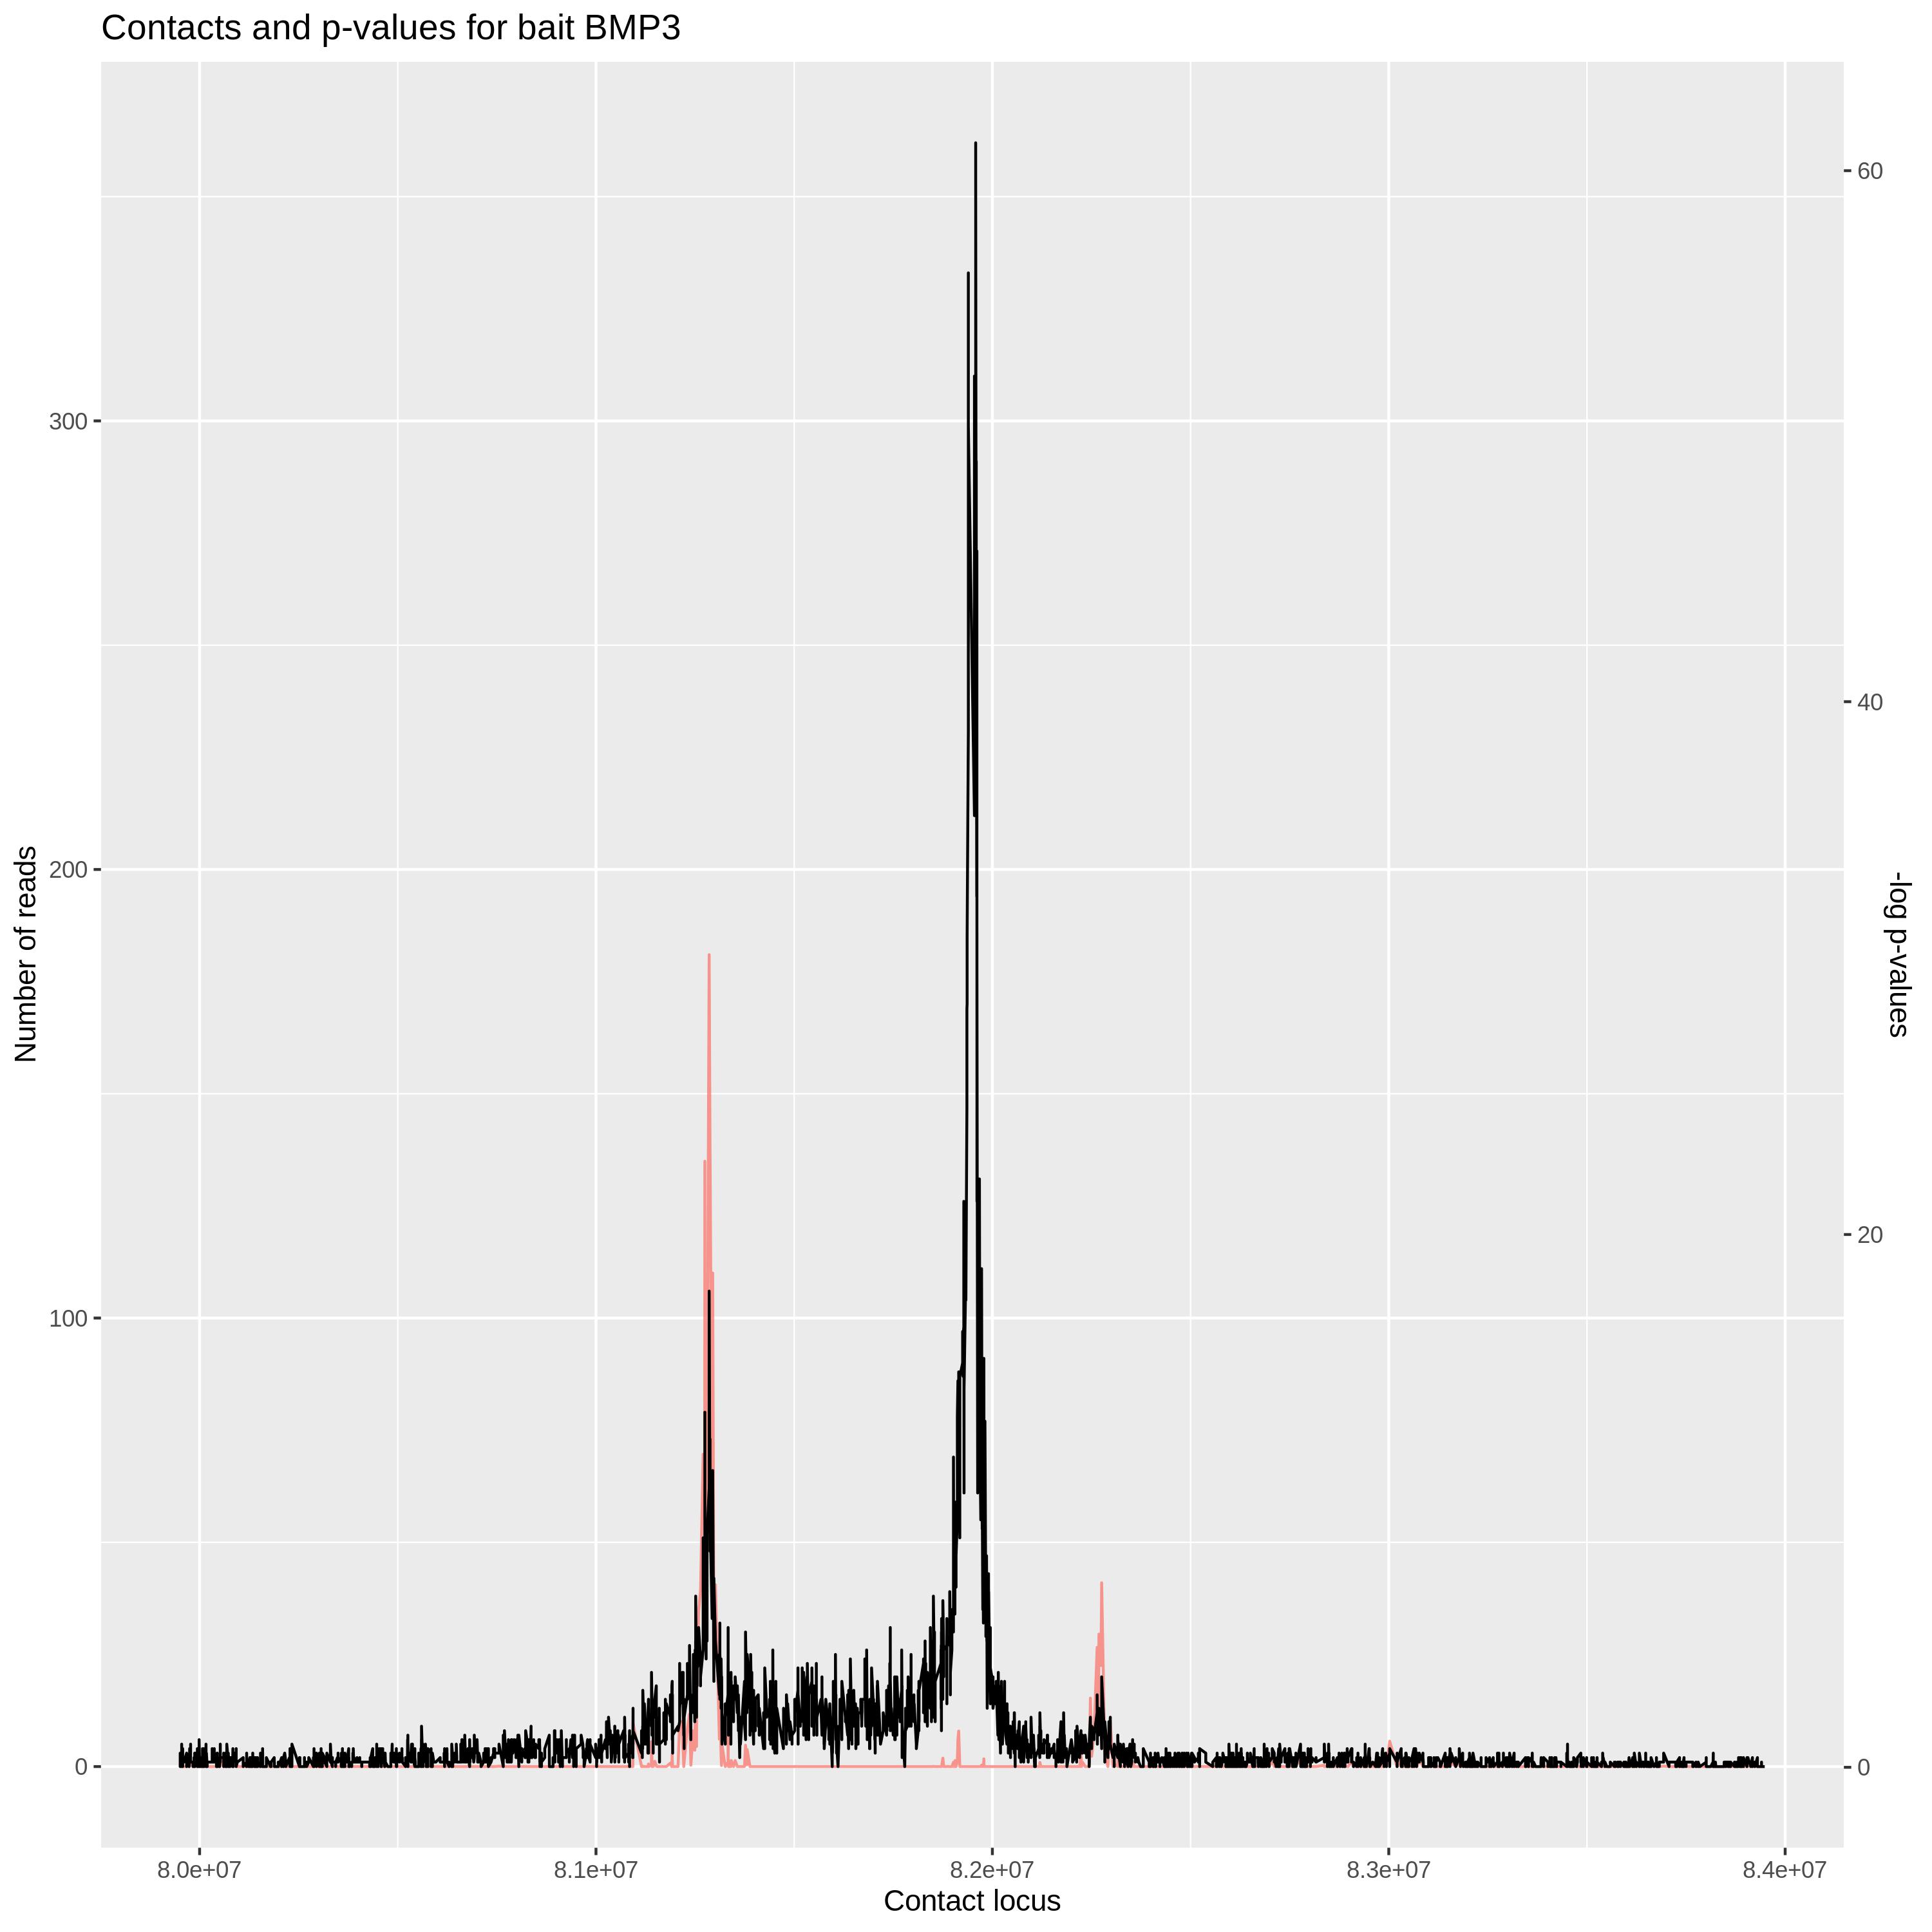 Contacts and p-values for bait BMP3
300
200
100
0
Number of reads
60
40
20
0
-log p-values
8.0e+07 8.1e+07 8.2e+07 8.3e+07 8.4e+07
Contact locus